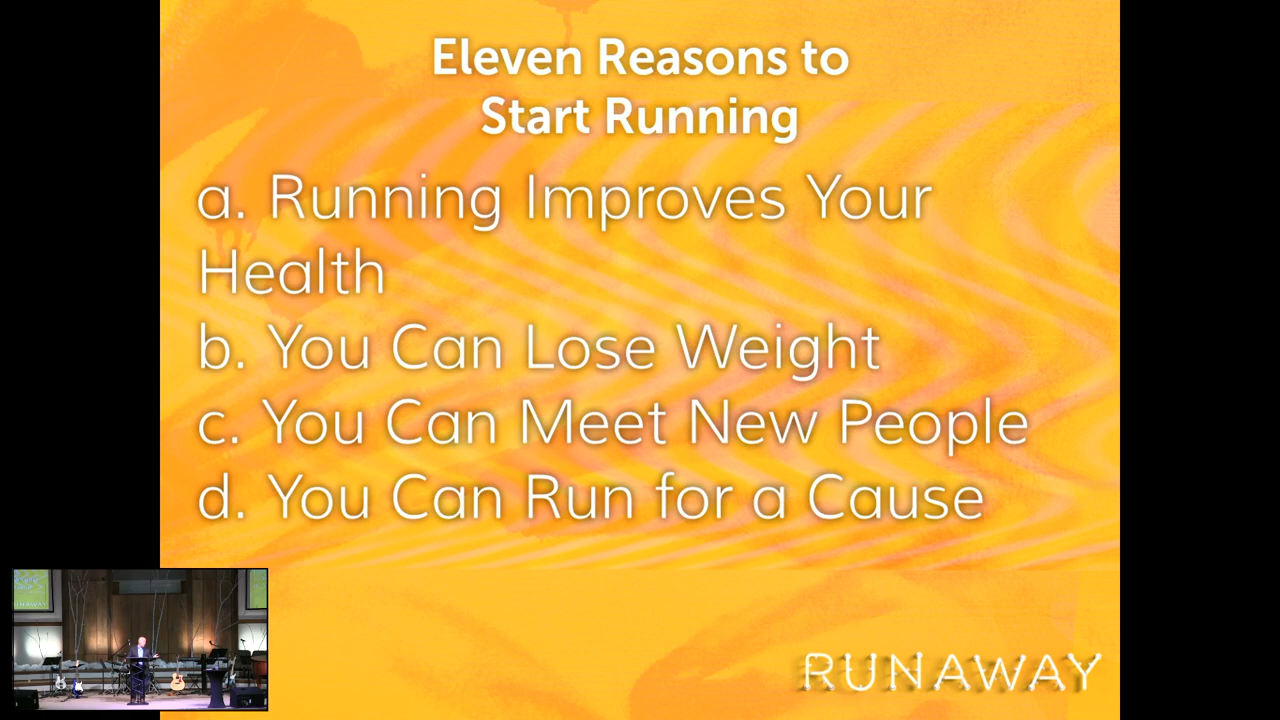 Eleven Reasons to
Start Running
a. Running Improves Your
Health
b. You Can Lose Weight
c. You Can Meet New People
d. You Can Run for a Cause
RUNAWAY